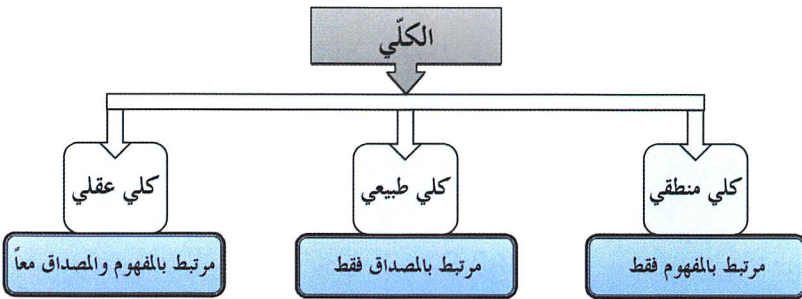 الكلّي
كلي منطقي
كلي طبيعي
كلي عقلي
مرتبط بالمفهوم فقط
مرتبط بالمصداق فقط
مرتبط بالمفهوم والمصداق معاً